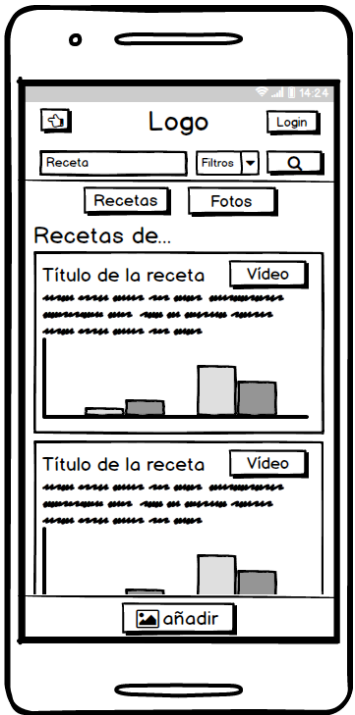 14:24
Logo
Login
Receta
Filtros
Recetas
Fotos
Recetas de...
Título de la receta
Vídeo
Título de la receta
Vídeo
añadir